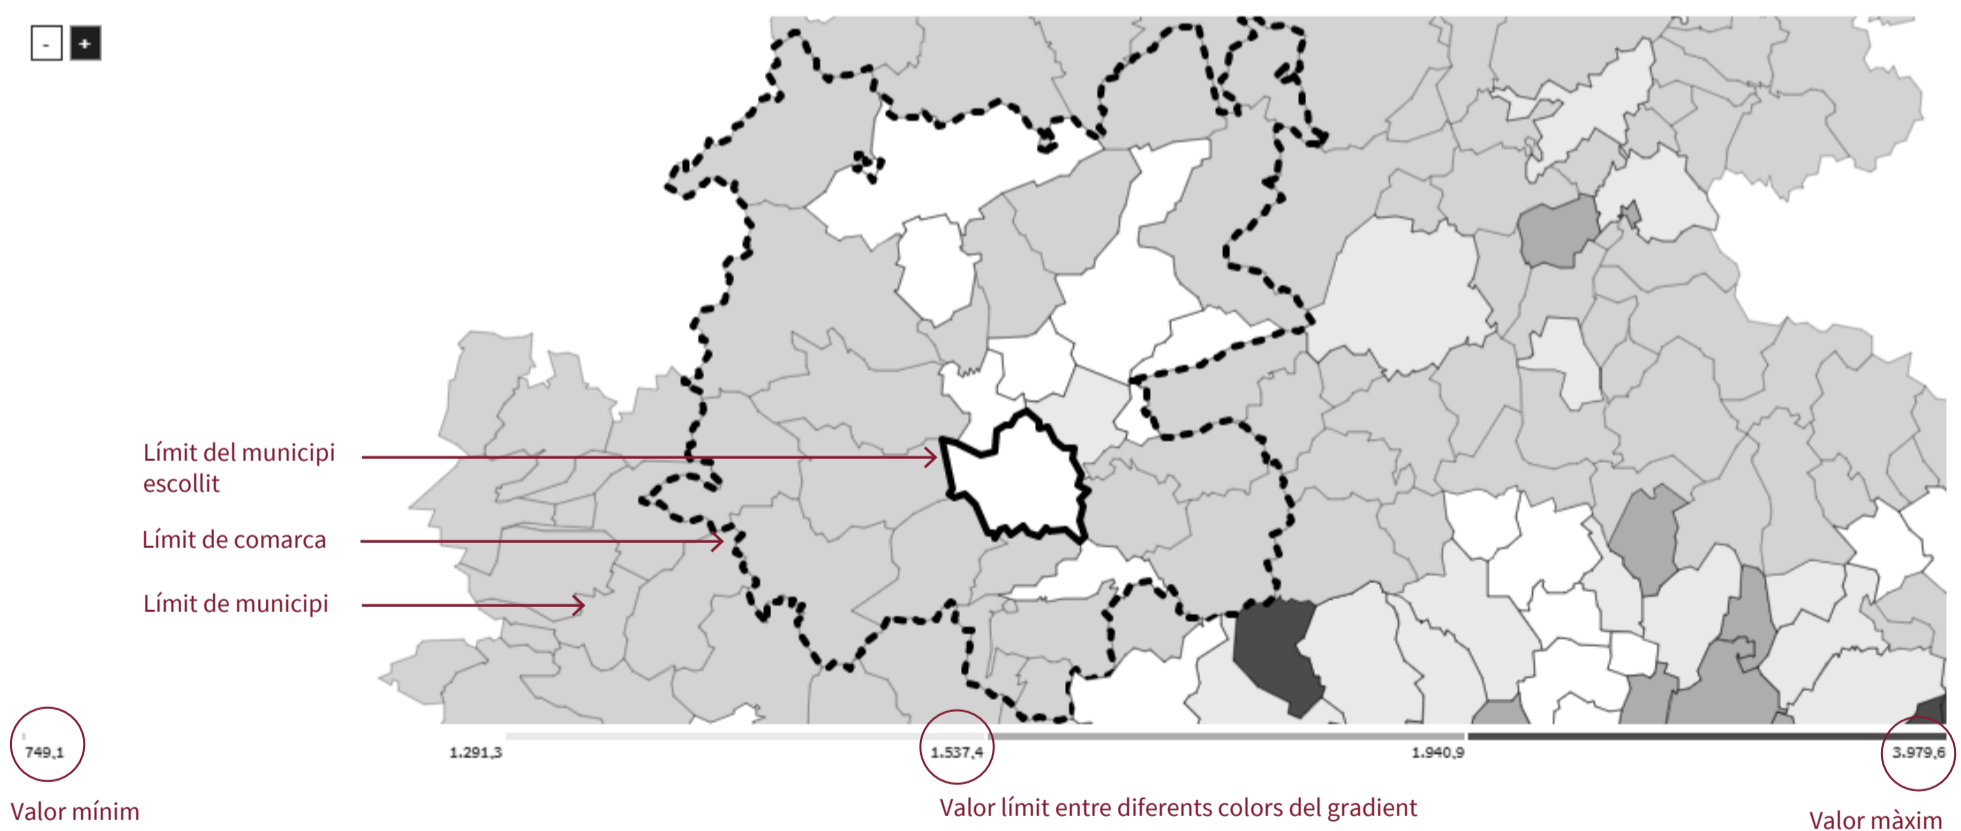 - +
Límit del municipi
escollit
Límit de comarca
Límit de municipi
749,1 1.291,3 1.537,4 1.940,9 3.979,6
Valor mínim
Valor límit entre diferents colors del gradient
Valor màxim